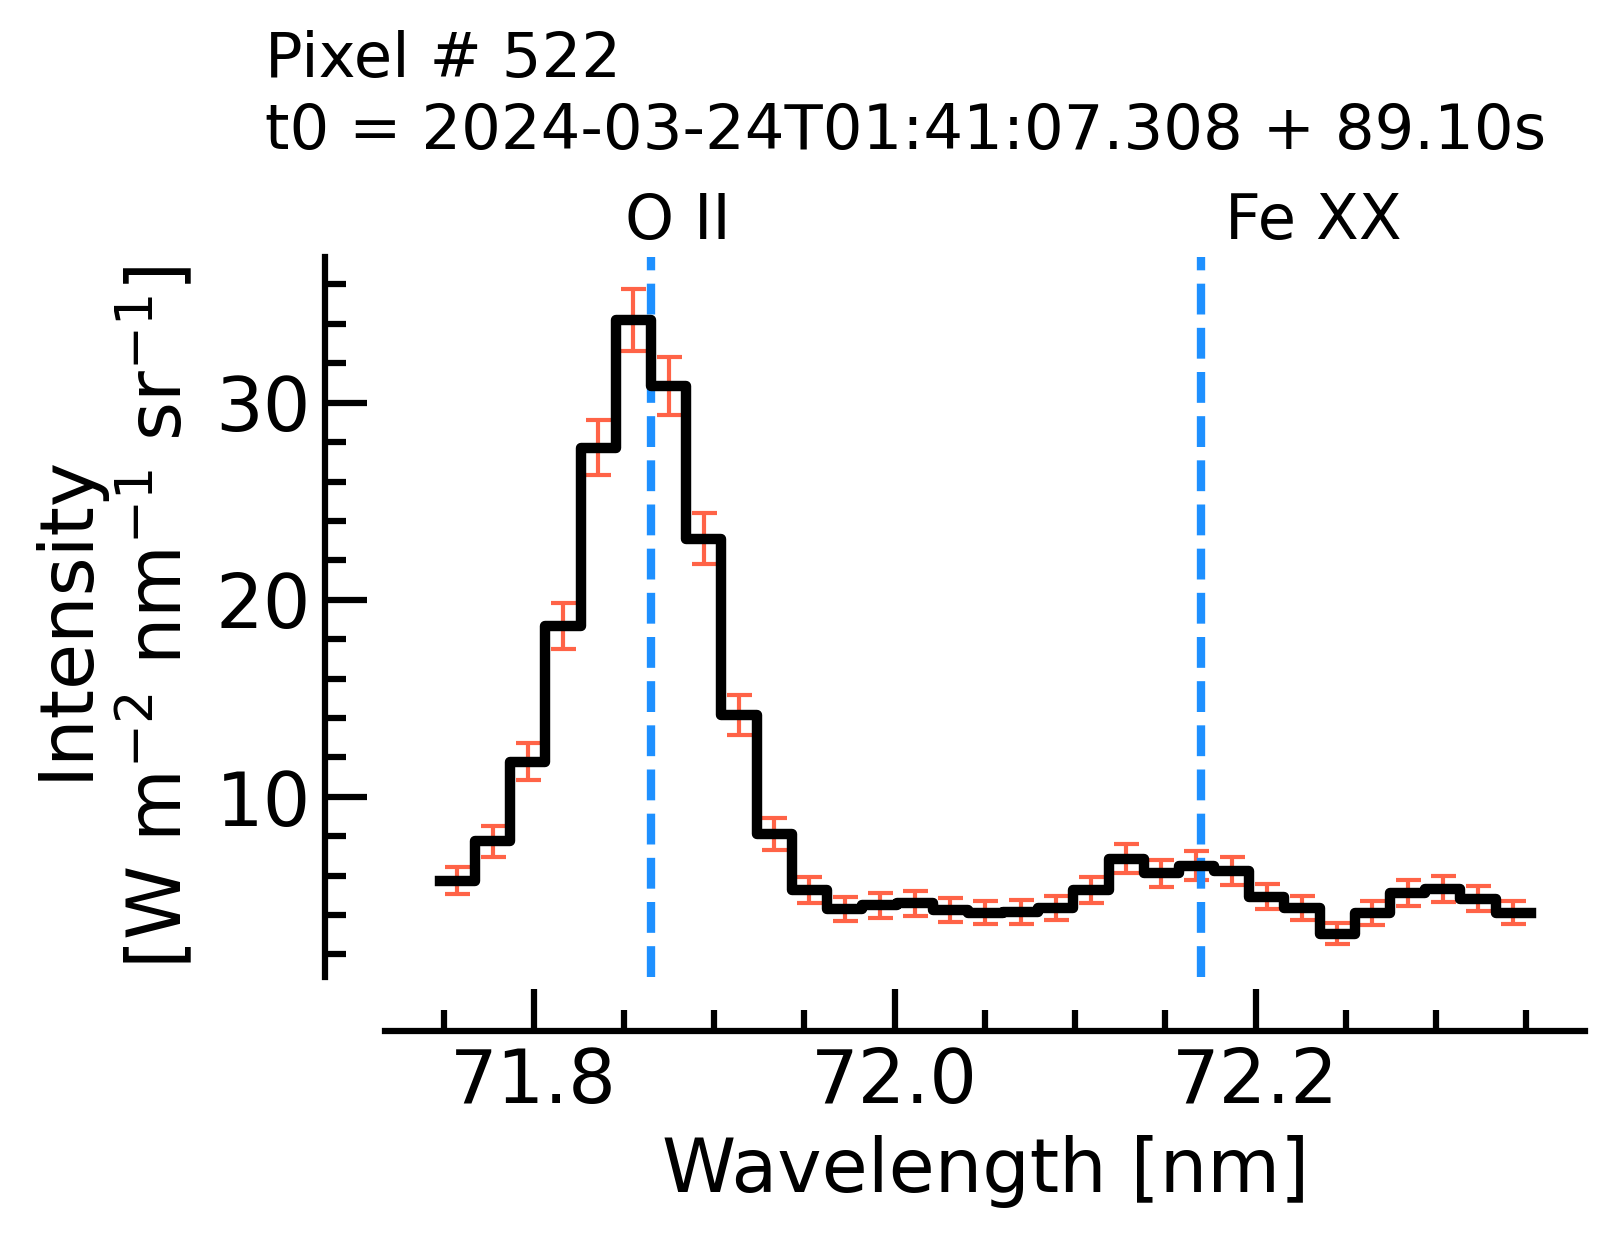 Pixel # 522
t0 = 2024-03-24T01:41:07.308 + 89.10s
O II Fe XX
Intensity
[W m⁻² nm⁻¹ sr⁻¹]
30
20
10
71.8 72.0 72.2
Wavelength [nm]